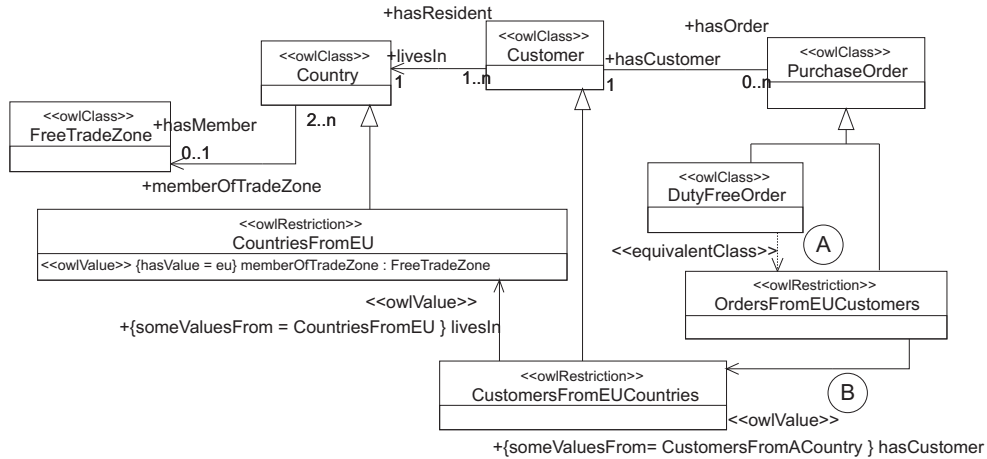 +hasResident
+hasOrder
<<owlClass>>
Customer
<<owlClass>>
PurchaseOrder
<<owlClass>>
Country
+livesIn
1
1..n
+hasCustomer
1
0..n
<<owlClass>>
FreeTradeZone
+hasMember
2..n
0..1
+memberOfTradeZone
<<owlClass>>
DutyFreeOrder
<<owlRestriction>>
CountriesFromEU
<<owlValue>> {hasValue = eu} memberOfTradeZone : FreeTradeZone
<<equivalentClass>>
A
<<owlRestriction>>
OrdersFromEUCustomers
<<owlValue>>
+{someValuesFrom = CountriesFromEU } livesIn
<<owlRestriction>>
CustomersFromEUCountries
B
<<owlValue>>
+{someValuesFrom= CustomersFromACountry } hasCustomer